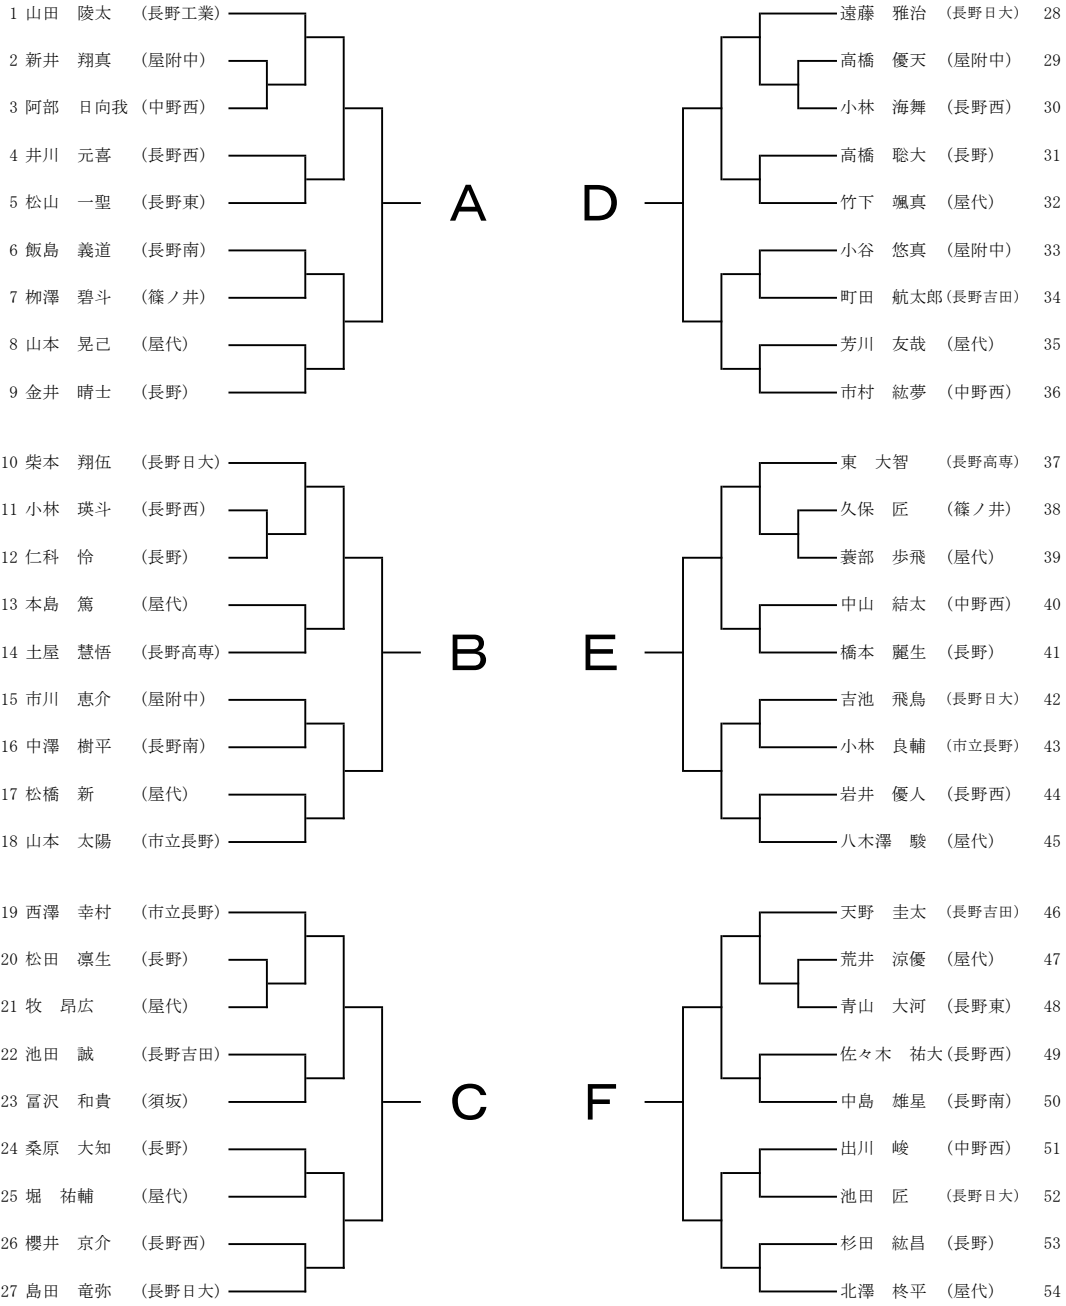 1 山田　陵太　(長野工業)
2 新井　翔真　(屋附中)
3 阿部　日向我　(中野西)
4 井川　元喜　(長野西)
5 松山　一聖　(長野東)
6 飯島　義道　(長野南)
7 栁澤　碧斗　(篠ノ井)
8 山本　晃己　(屋代)
9 金井　晴士　(長野)
A
10 柴本　翔伍　(長野日大)
11 小林　瑛斗　(長野西)
12 仁科　怜　(長野)
13 本島　篤　(屋代)
14 土屋　慧悟　(長野高専)
15 市川　恵介　(屋附中)
16 中澤　樹平　(長野南)
17 松橋　新　(屋代)
18 山本　太陽　(市立長野)
B
19 西澤　幸村　(市立長野)
20 松田　凛生　(長野)
21 牧　昂広　(屋代)
22 池田　誠　(長野吉田)
23 冨沢　和貴　(須坂)
24 桑原　大知　(長野)
25 堀　祐輔　(屋代)
26 櫻井　京介　(長野西)
27 島田　竜弥　(長野日大)
C
遠藤　雅治　(長野日大)　28
高橋　優天　(屋附中)　29
小林　海舞　(長野西)　30
高橋　聡大　(長野)　31
竹下　颯真　(屋代)　32
小谷　悠真　(屋附中)　33
町田　航太郎(長野吉田)　34
芳川　友哉　(屋代)　35
市村　紘夢　(中野西)　36
D
東　大智　(長野高専)　37
久保　匠　(篠ノ井)　38
蓑部　歩飛　(屋代)　39
中山　結太　(中野西)　40
橋本　麗生　(長野)　41
吉池　飛鳥　(長野日大)　42
小林　良輔　(市立長野)　43
岩井　優人　(長野西)　44
八木澤　駿　(屋代)　45
E
天野　圭太　(長野吉田)　46
荒井　涼優　(屋代)　47
青山　大河　(長野東)　48
佐々木　祐大(長野西)　49
中島　雄星　(長野南)　50
出川　峻　(中野西)　51
池田　匠　(長野日大)　52
杉田　紘昌　(長野)　53
北澤　柊平　(屋代)　54
F